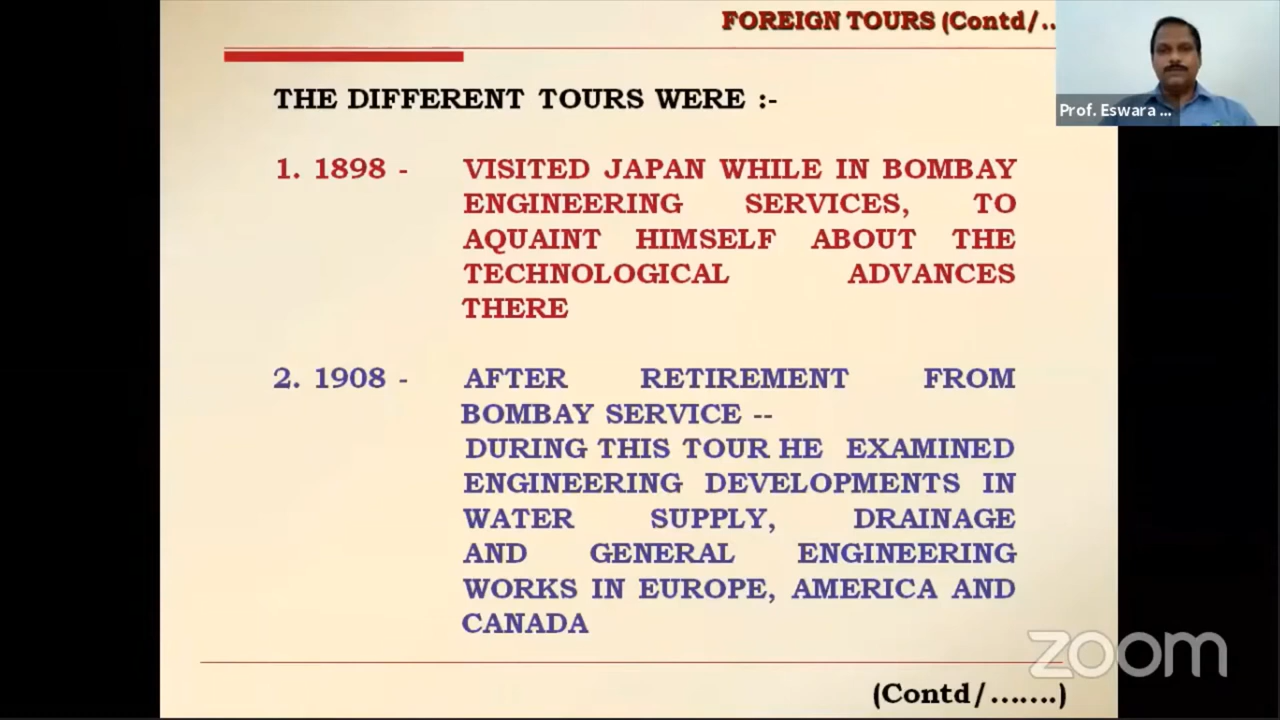 FOREIGN TOURS (Contd/..
Prof. Eswara ...
THE DIFFERENT TOURS WERE :-
1. 1898 - VISITED JAPAN WHILE IN BOMBAY
ENGINEERING SERVICES, TO
AQUAINT HIMSELF ABOUT THE
TECHNOLOGICAL ADVANCES
THERE
2. 1908 - AFTER RETIREMENT FROM
BOMBAY SERVICE --
DURING THIS TOUR HE EXAMINED
ENGINEERING DEVELOPMENTS IN
WATER SUPPLY, DRAINAGE
AND GENERAL ENGINEERING
WORKS IN EUROPE, AMERICA AND
CANADA
zoom
(Contd/.......)